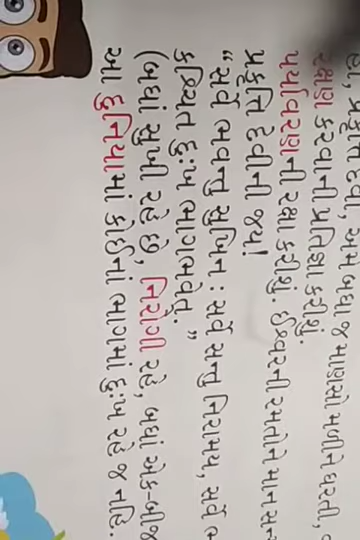 હા, પ્રકૃતિ દેવી, અમે બધા જ માણસો મળીને ધરતી,
રક્ષણ કરવાની પ્રતિજ્ઞા કરીશું.
પર્યાવરણની રક્ષા કરીશું. ઈશ્વરની રમતોને માન
પ્રકૃતિ દેવીની જય!
“સર્વે ભવન્તુ સુખિન: સર્વે સન્તુ નિરામય, સર્વે
કશ્ચિત દુ:ખ ભાગભવેત્.”
(બધાં સુખી રહે છે, નિરોગી રહે, બધાં એક-બીજ
આ દુનિયામાં કોઈનાં ભાગમાં દુ:ખ રહે જ નહિ.